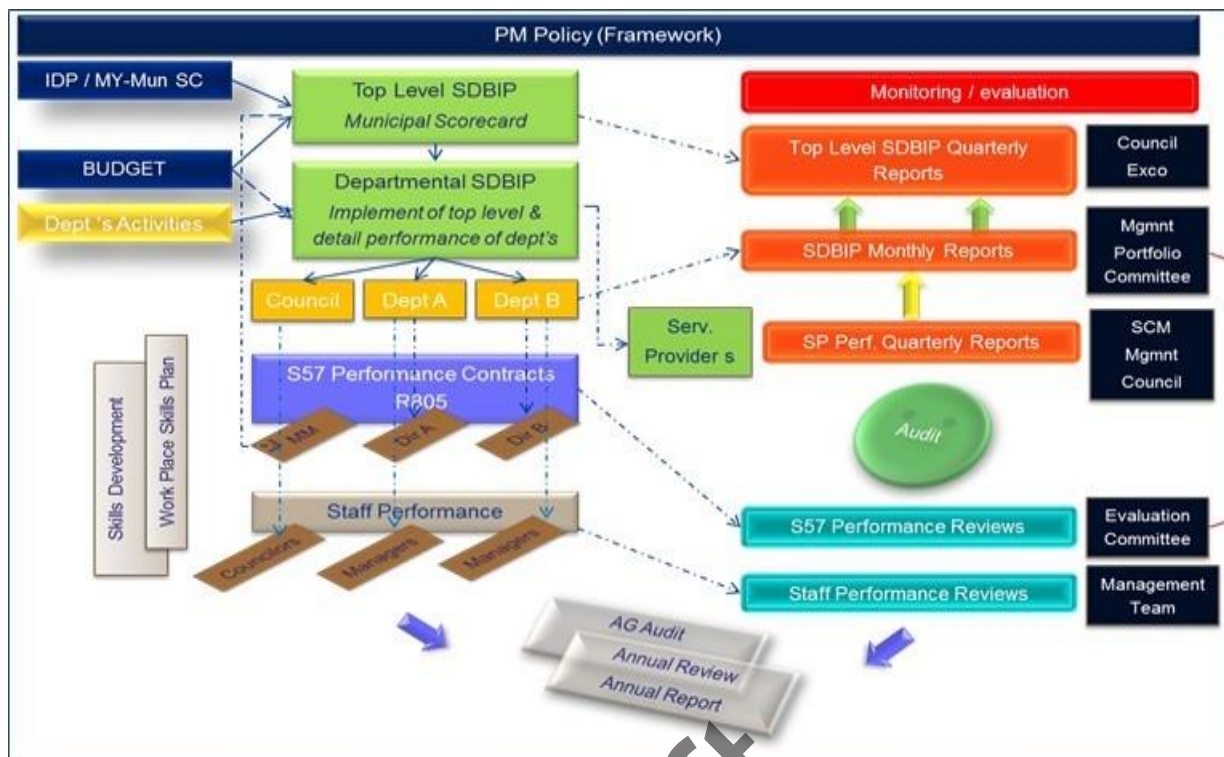 PM Policy (Framework)
IDP / MY-Mun SC
BUDGET
Dept 's Activities
Top Level SDBIP
Municipal Scorecard
Departmental SDBIP
Implement of top level &
detail performance of dept's
Council
Dept A
Dept B
Serv.
Provider s
S57 Performance Contracts
R805
MM
Dir A
Dir B
Staff Performance
Councilors
Managers
Managers
Skills Development
Work Place Skills Plan
Monitoring / evaluation
Top Level SDBIP Quarterly
Reports
Council
Exco
SDBIP Monthly Reports
Mgmnt
Portfolio
Committee
SP Perf. Quarterly Reports
SCM
Mgmnt
Council
Audit
S57 Performance Reviews
Evaluation
Committee
Staff Performance Reviews
Management
Team
AG Audit
Annual Review
Annual Report